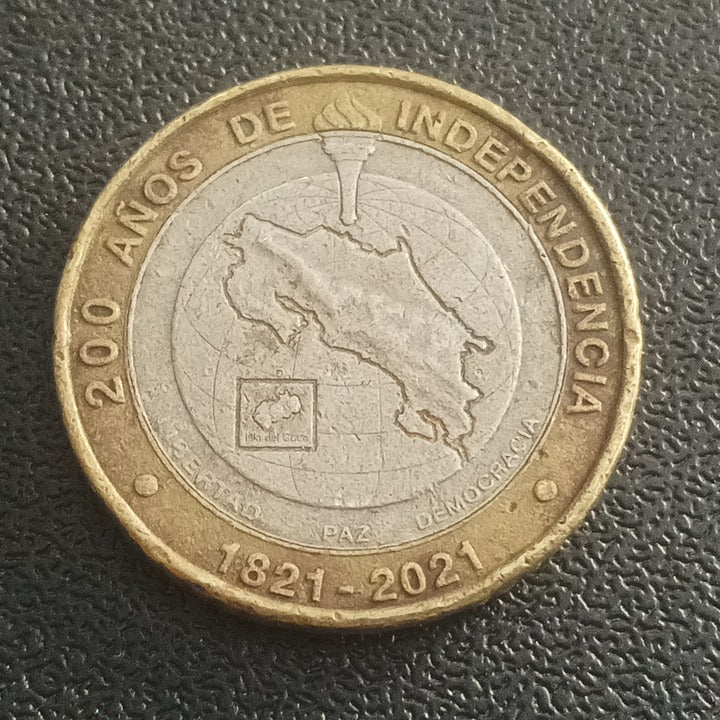 200 AÑOS DE INDEPENDENCIA
Isla del Coco
LIBERTAD PAZ DEMOCRACIA
1821-2021